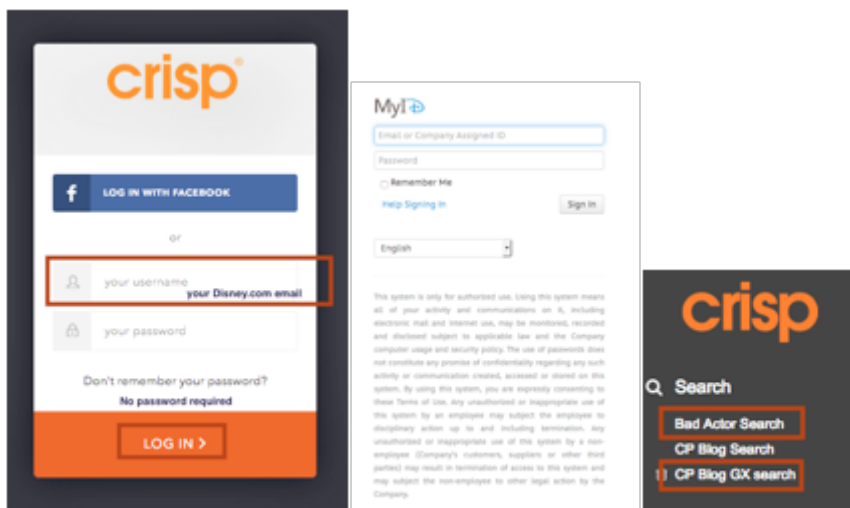 crisp®
LOG IN WITH FACEBOOK
or
your username
your Disney.com email
your password
Don't remember your password?
No password required
LOG IN >
MyID
Email or Company Assigned ID
Password
Remember Me
Help Signing In
Sign In
English
This system is only for authorized use. Using this system means
all of your activity and communications on it, including
electronic mail and internet use, may be monitored, recorded
and disclosed subject to applicable law and the Company
computer usage and security policy. The use of passwords does
not constitute any promise of confidentiality regarding any such
activity or communication created, accessed or stored on this
system. By using this system, you are expressly consenting to
these Terms of Use. Any unauthorized or inappropriate use of
this system by an employee may subject the employee to
disciplinary action up to and including termination. Any
unauthorized or inappropriate use of this system by a non-
employee (Company's customers, suppliers or other third
parties) may result in termination of access to this system and
may subject the non-employee to other legal action by the
Company.
crisp
Search
Bad Actor Search
CP Blog Search
CP Blog GX search